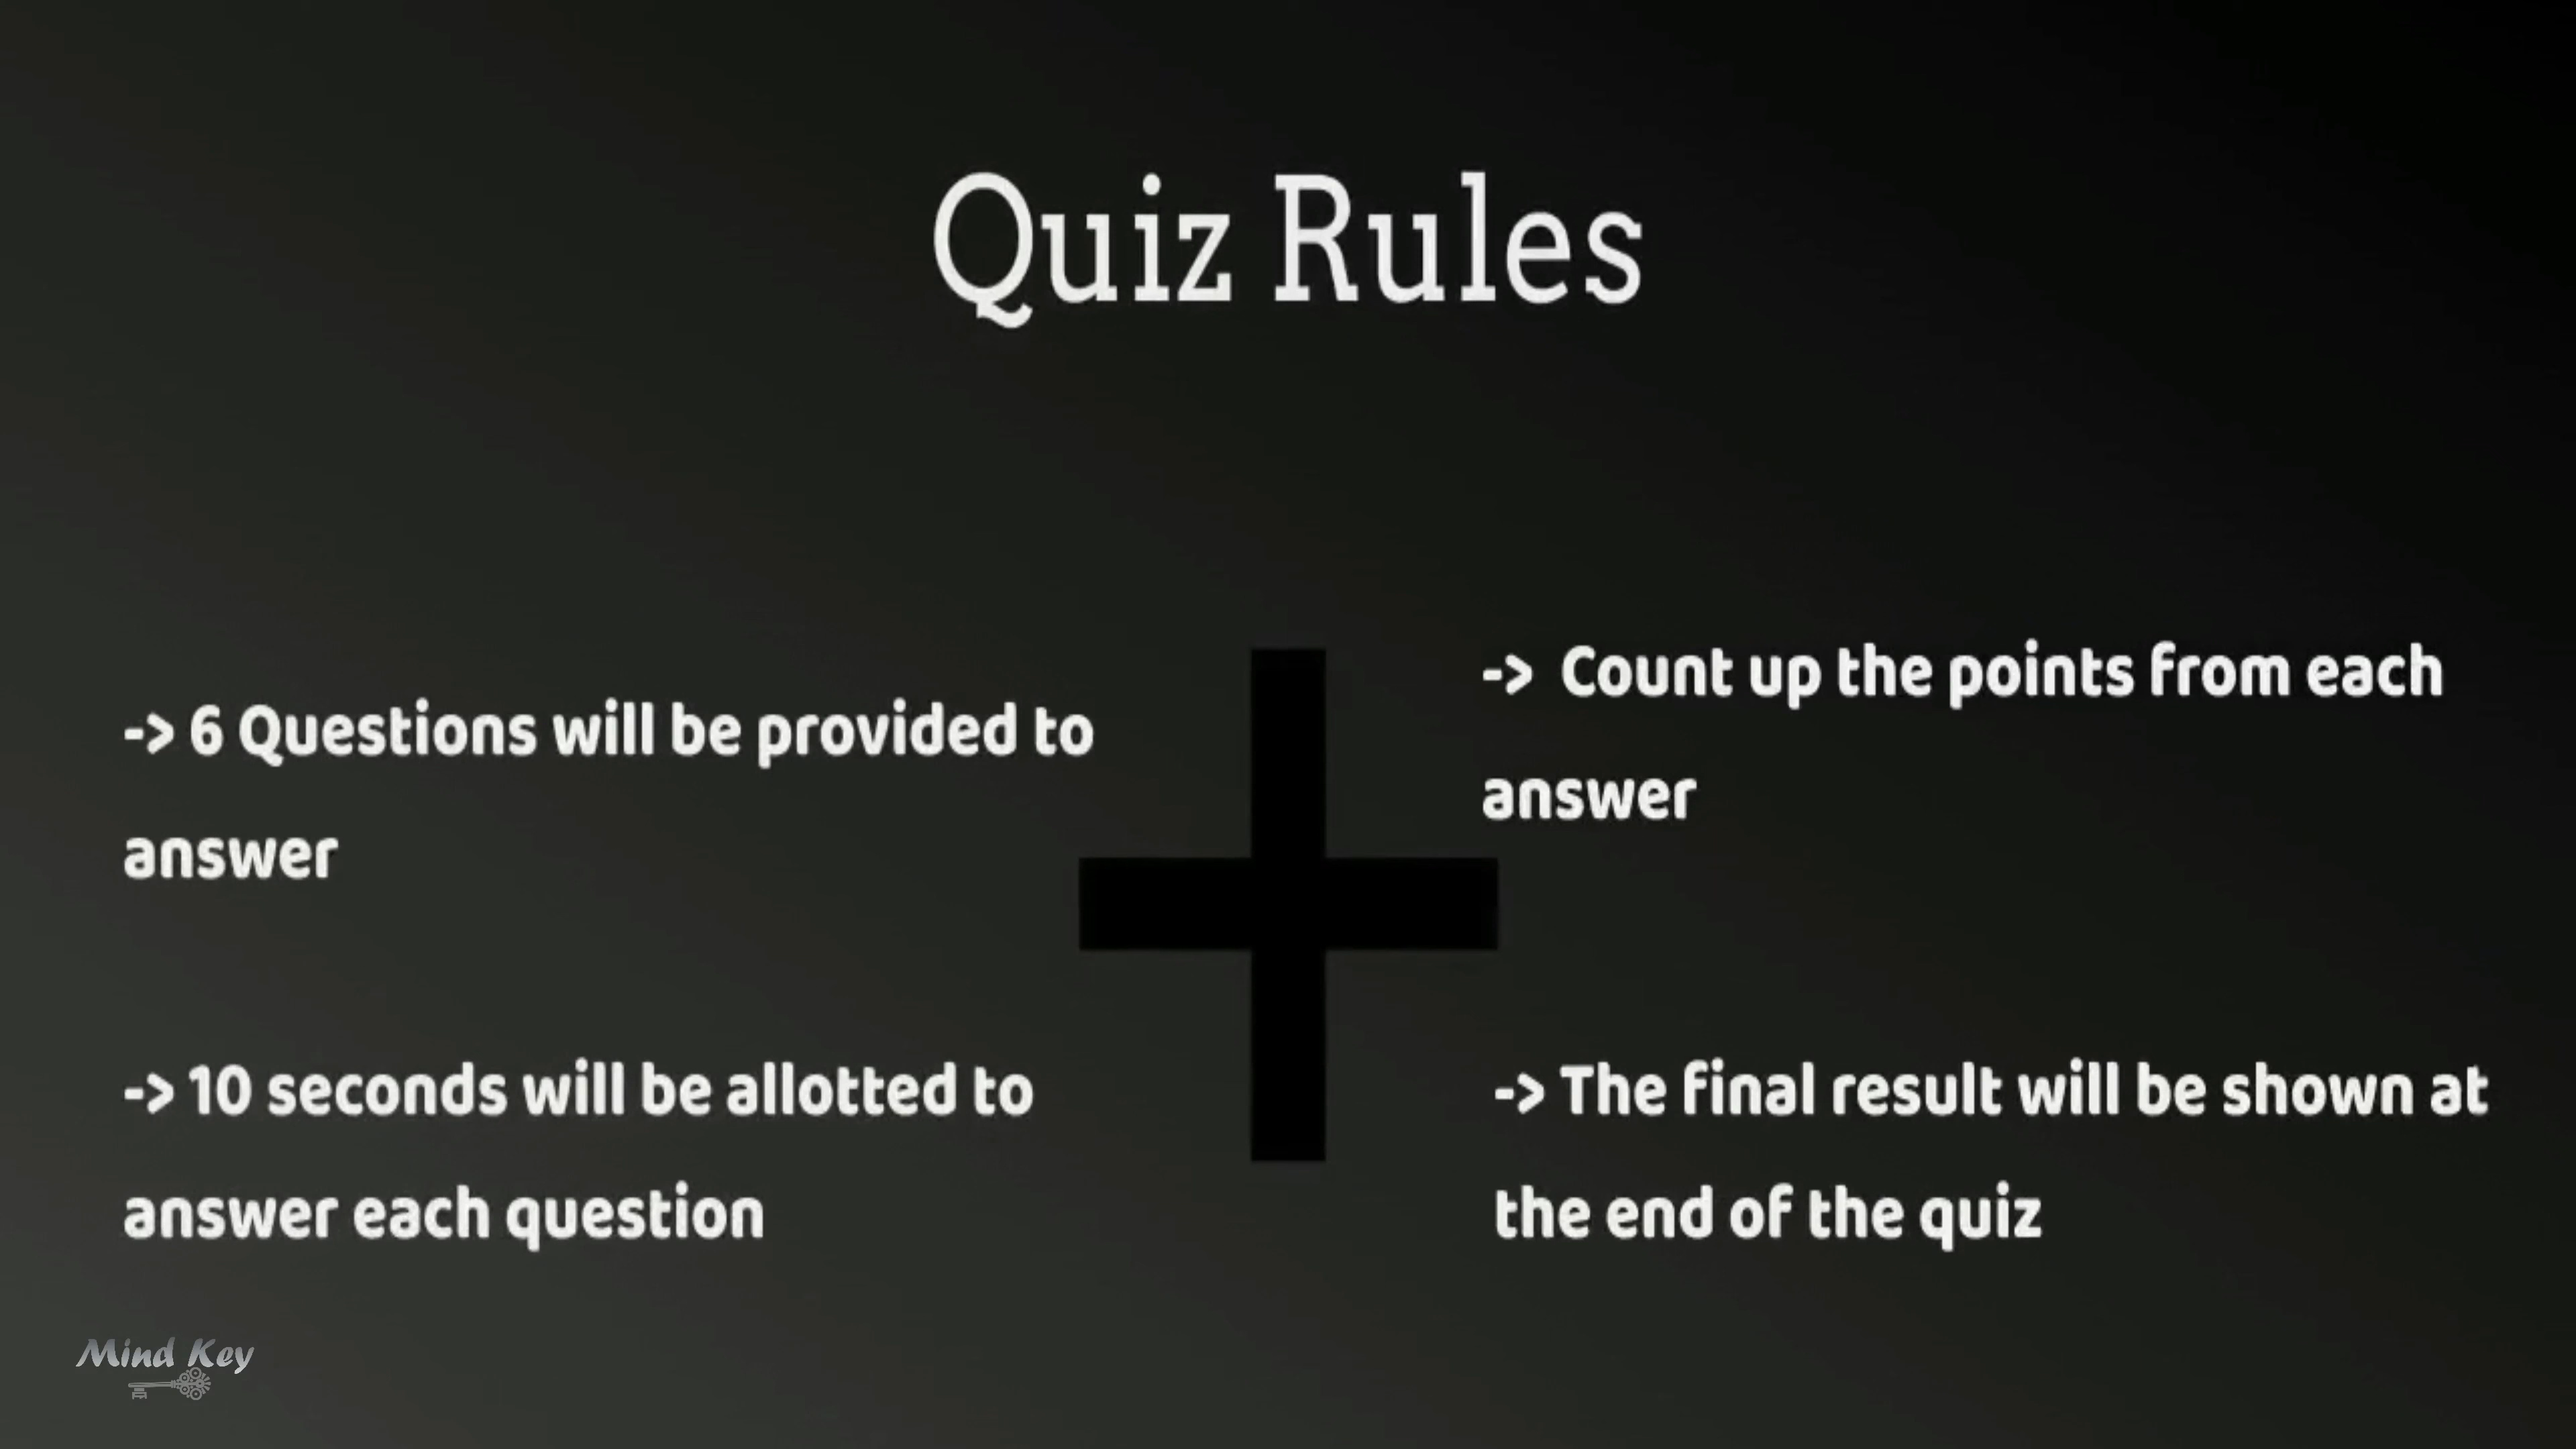 Quiz Rules
-> 6 Questions will be provided to
answer
-> 10 seconds will be allotted to
answer each question
-> Count up the points from each
answer
-> The final result will be shown at
the end of the quiz
Mind Key